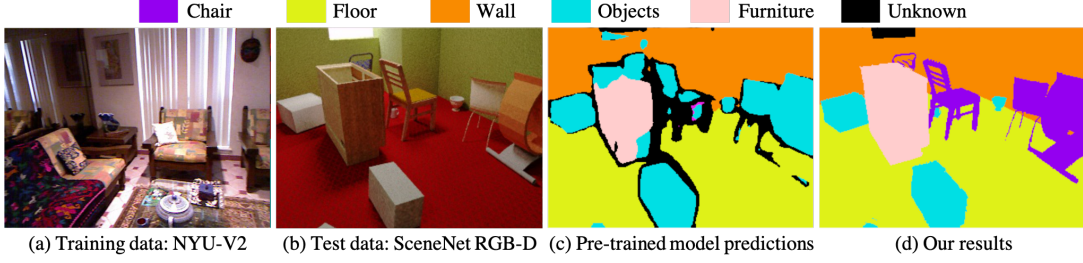 Chair Floor Wall Objects Furniture Unknown
(a) Training data: NYU-V2 (b) Test data: SceneNet RGB-D (c) Pre-trained model predictions (d) Our results